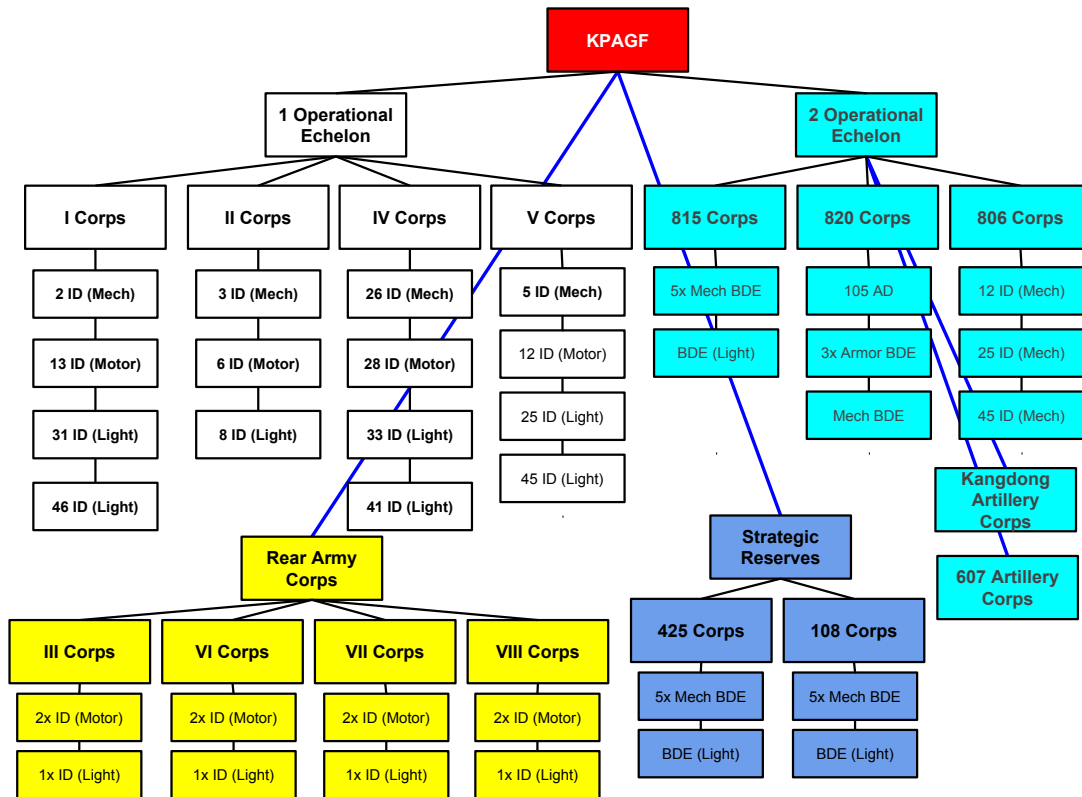 KPAGF
1 Operational
Echelon
2 Operational
Echelon
I Corps
II Corps
IV Corps
V Corps
815 Corps
820 Corps
806 Corps
2 ID (Mech)
3 ID (Mech)
26 ID (Mech)
5 ID (Mech)
5x Mech BDE
105 AD
12 ID (Mech)
13 ID (Motor)
6 ID (Motor)
28 ID (Motor)
12 ID (Motor)
BDE (Light)
3x Armor BDE
25 ID (Mech)
31 ID (Light)
8 ID (Light)
33 ID (Light)
25 ID (Light)
Mech BDE
45 ID (Mech)
46 ID (Light)
41 ID (Light)
45 ID (Light)
Kangdong
Artillery
Corps
607 Artillery
Corps
Rear Army
Corps
Strategic
Reserves
III Corps
VI Corps
VII Corps
VIII Corps
425 Corps
108 Corps
2x ID (Motor)
2x ID (Motor)
2x ID (Motor)
2x ID (Motor)
5x Mech BDE
5x Mech BDE
1x ID (Light)
1x ID (Light)
1x ID (Light)
1x ID (Light)
BDE (Light)
BDE (Light)